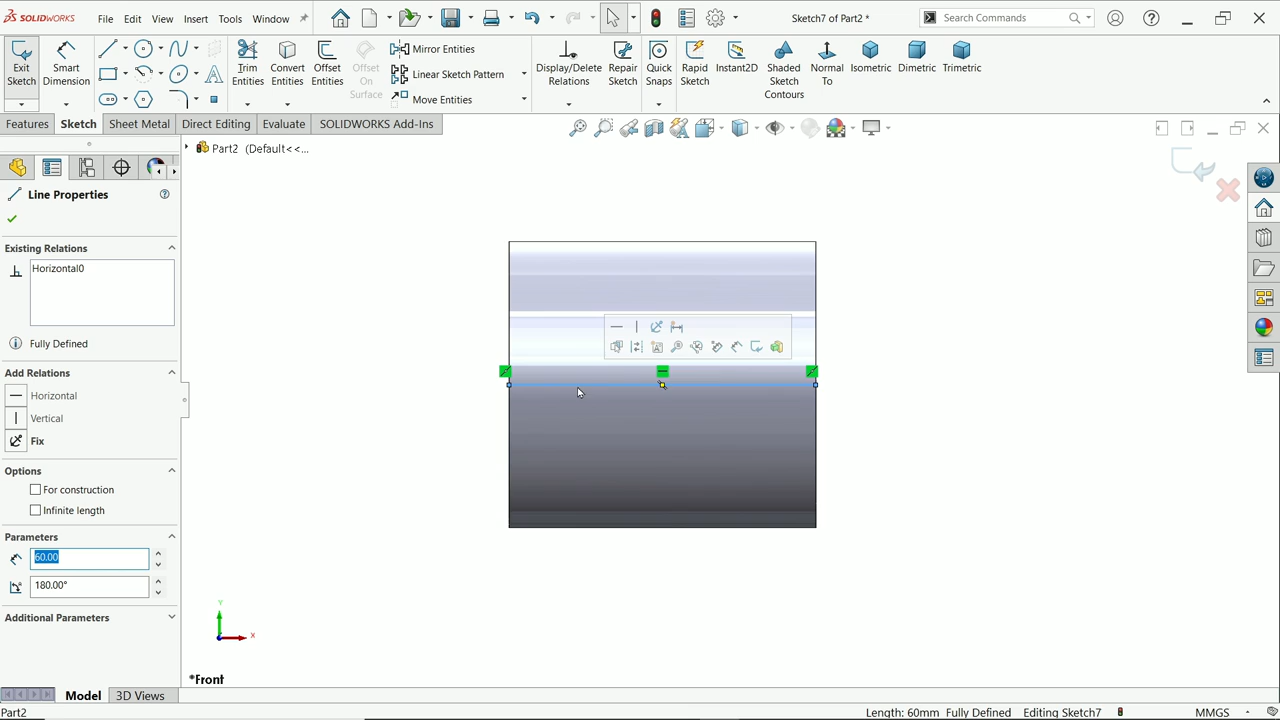 SOLIDWORKS File Edit View Insert Tools Window Sketch7 of Part2 * Search Commands
Exit Sketch
Smart Dimension
Trim Entities
Convert Entities
Offset Entities
Offset On Surface
Mirror Entities
Linear Sketch Pattern
Move Entities
Display/Delete Relations
Repair Sketch
Quick Snaps
Rapid Sketch
Instant2D
Shaded Sketch Contours
Normal To
Isometric
Dimetric
Trimetric
Features Sketch Sheet Metal Direct Editing Evaluate SOLIDWORKS Add-Ins
Part2 (Default<<...
Line Properties
Existing Relations
Horizontal0
Fully Defined
Add Relations
Horizontal
Vertical
Fix
Options
For construction
Infinite length
Parameters
60.00
180.00°
Additional Parameters
Y
X
*Front
Model 3D Views
Part2 Length: 60mm Fully Defined Editing Sketch7 MMGS